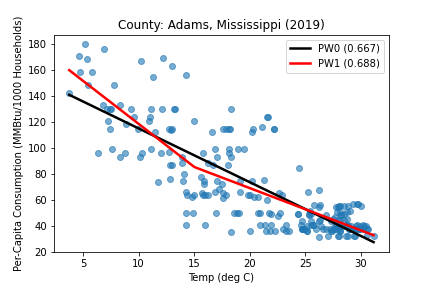 County: Adams, Mississippi (2019)
Per-Capita Consumption (MMBtu/1000 Households)
180
160
140
120
100
80
60
40
20
PW0 (0.667)
PW1 (0.688)
5 10 15 20 25 30
Temp (deg C)